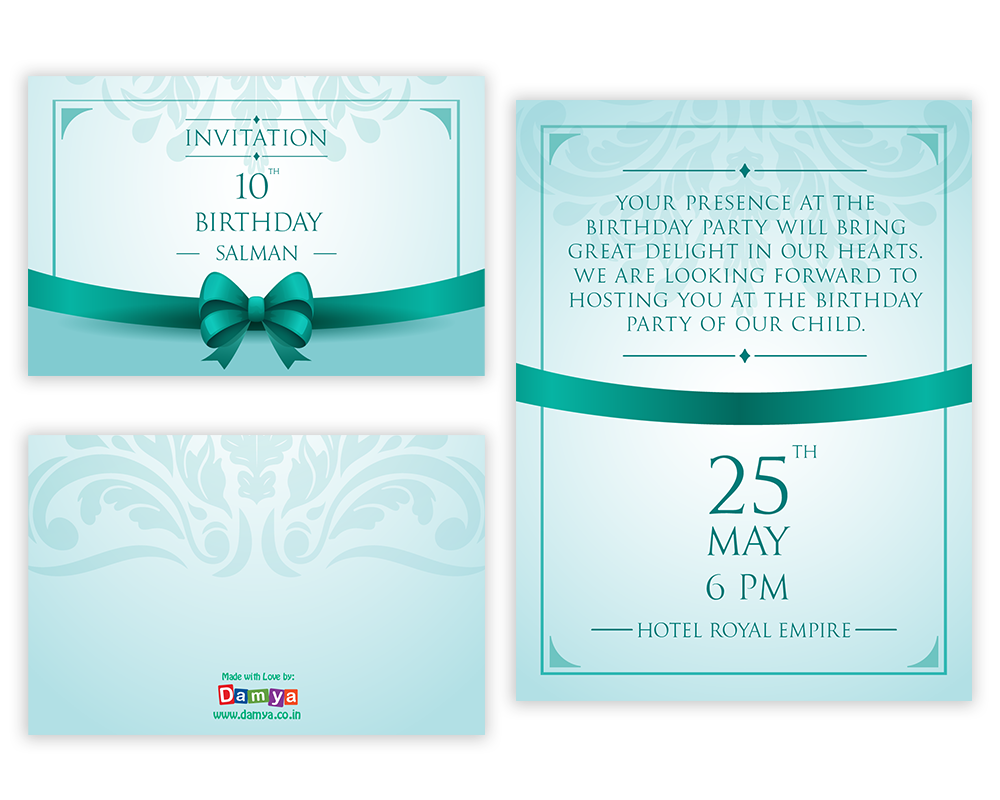 INVITATION
10TH
BIRTHDAY
SALMAN
YOUR PRESENCE AT THE
BIRTHDAY PARTY WILL BRING
GREAT DELIGHT IN OUR HEARTS.
WE ARE LOOKING FORWARD TO
HOSTING YOU AT THE BIRTHDAY
PARTY OF OUR CHILD.
25TH
MAY
6 PM
HOTEL ROYAL EMPIRE
Made with Love by:
Damya
www.damya.co.in